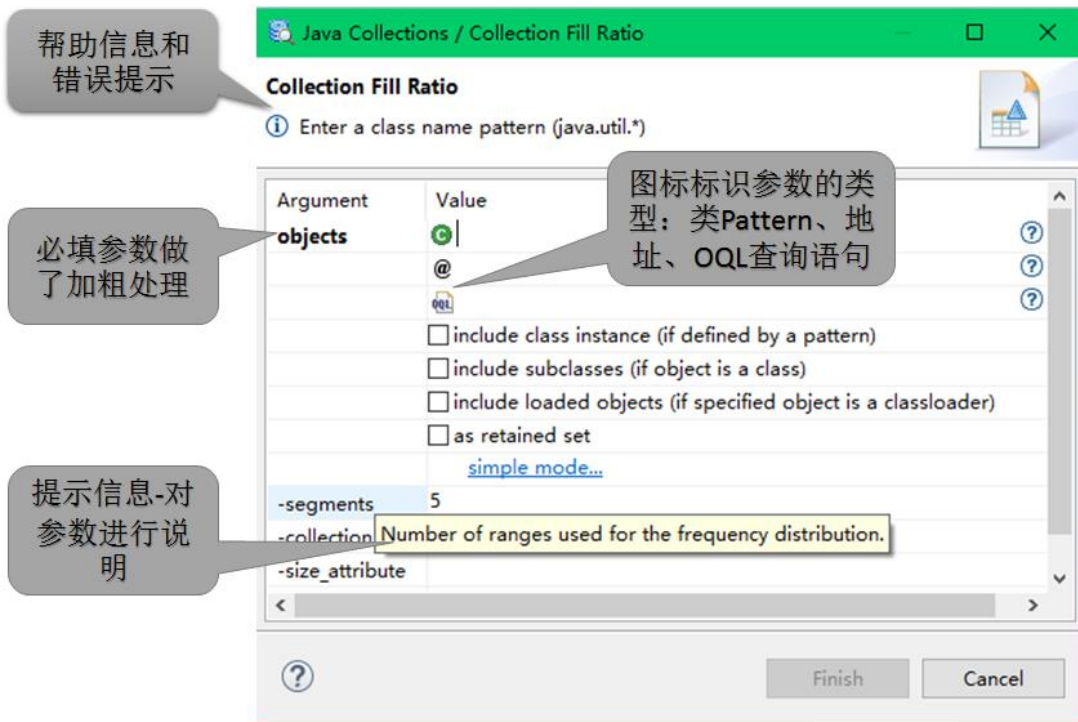 帮助信息和
错误提示
Java Collections / Collection Fill Ratio
Collection Fill Ratio
Enter a class name pattern (java.util.*)
图标标识参数的类
型：类Pattern、地
址、OQL查询语句
Argument Value
必填参数做
了加粗处理
objects
@
OQL
include class instance (if defined by a pattern)
include subclasses (if object is a class)
include loaded objects (if specified object is a classloader)
as retained set
simple mode...
提示信息-对
参数进行说
明
-segments 5
-collection
Number of ranges used for the frequency distribution.
-size_attribute
Finish Cancel